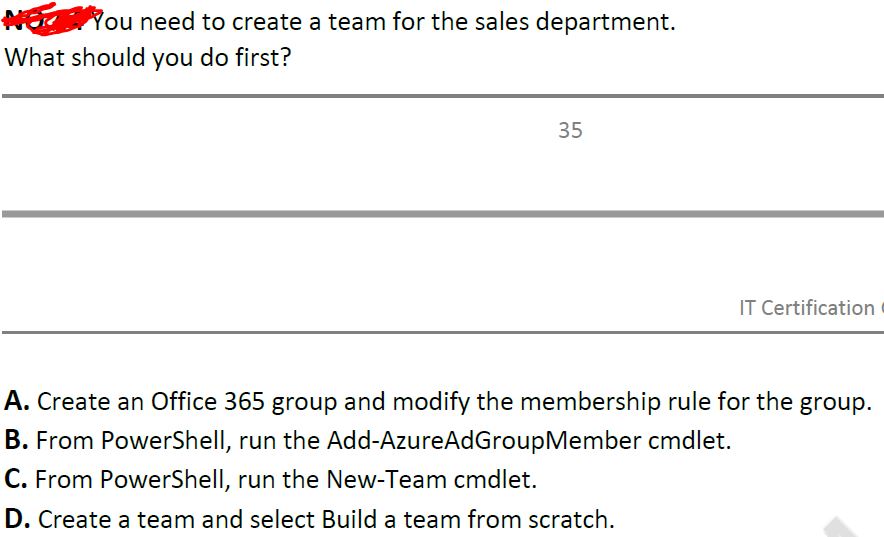 You need to create a team for the sales department.
What should you do first?
35
IT Certification
A. Create an Office 365 group and modify the membership rule for the group.
B. From PowerShell, run the Add-AzureAdGroupMember cmdlet.
C. From PowerShell, run the New-Team cmdlet.
D. Create a team and select Build a team from scratch.